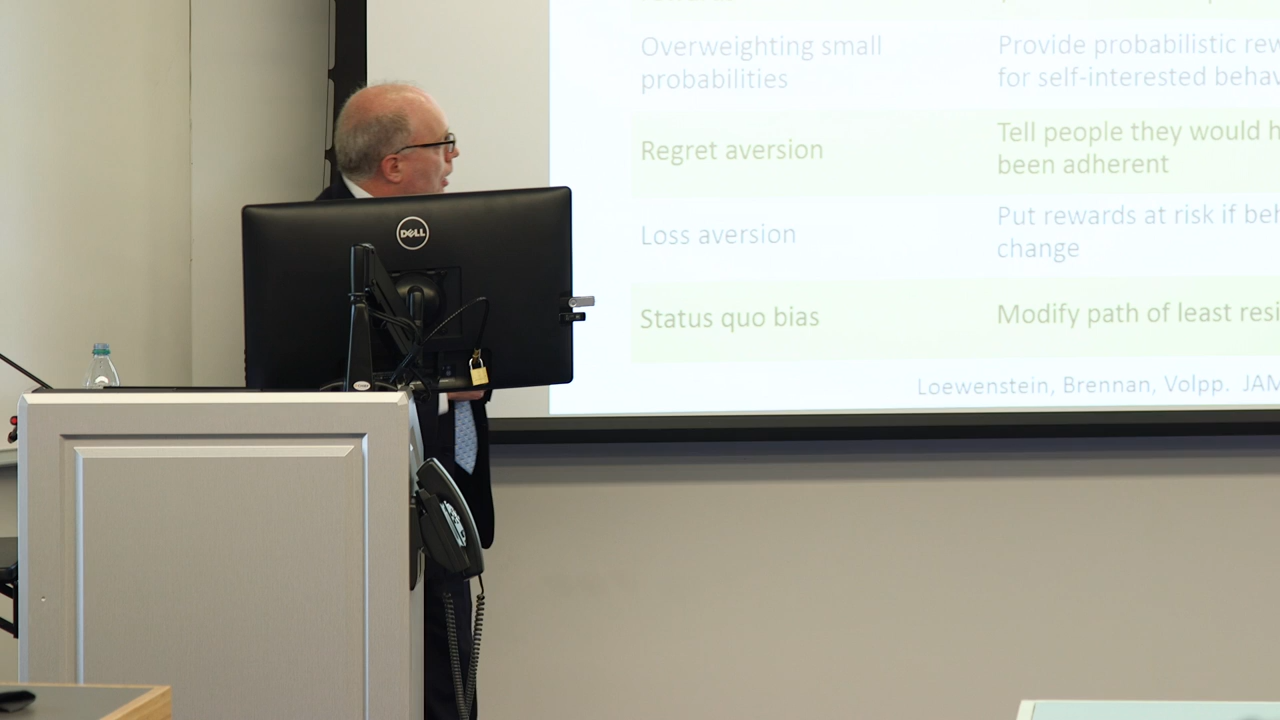 Overweighting small
probabilities
Provide probabilistic rew
for self-interested behav
Regret aversion
Tell people they would h
been adherent
Loss aversion
Put rewards at risk if beh
change
Status quo bias
Modify path of least resi
Loewenstein, Brennan, Volpp. JAM
DELL